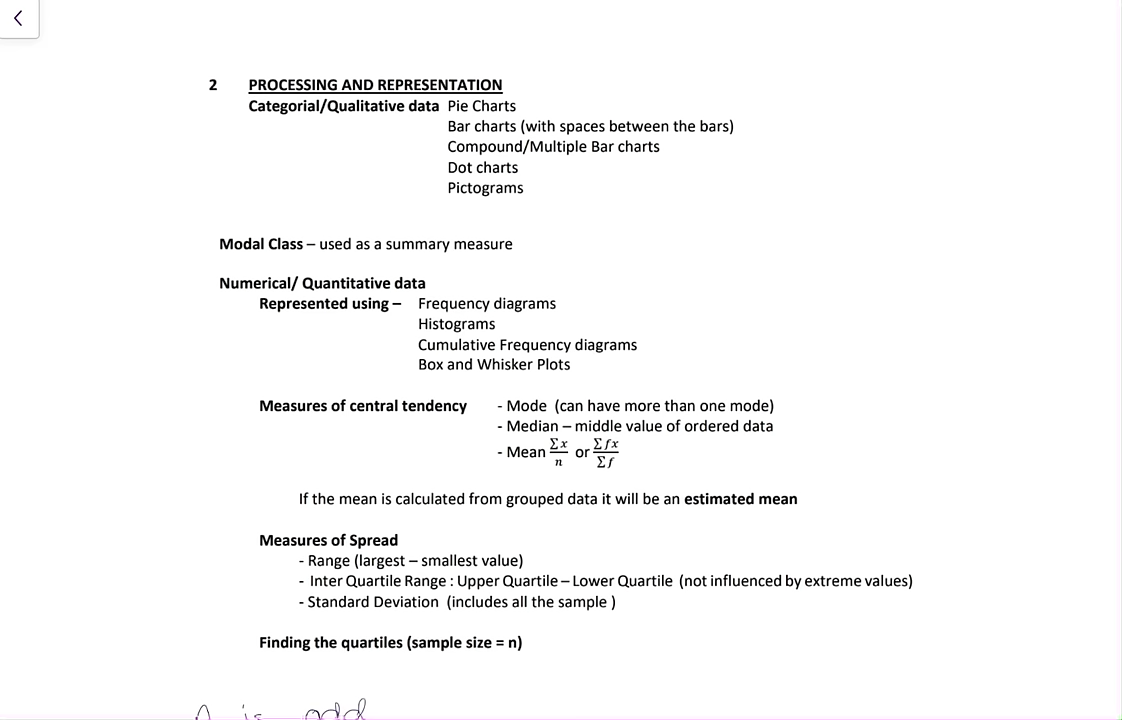 2 PROCESSING AND REPRESENTATION
Categorial/Qualitative data Pie Charts
Bar charts (with spaces between the bars)
Compound/Multiple Bar charts
Dot charts
Pictograms
Modal Class – used as a summary measure
Numerical/ Quantitative data
Represented using – Frequency diagrams
Histograms
Cumulative Frequency diagrams
Box and Whisker Plots
Measures of central tendency - Mode (can have more than one mode)
- Median – middle value of ordered data
- Mean Σx/n or Σfx/Σf
If the mean is calculated from grouped data it will be an estimated mean
Measures of Spread
- Range (largest – smallest value)
- Inter Quartile Range : Upper Quartile – Lower Quartile (not influenced by extreme values)
- Standard Deviation (includes all the sample )
Finding the quartiles (sample size = n)
n is odd